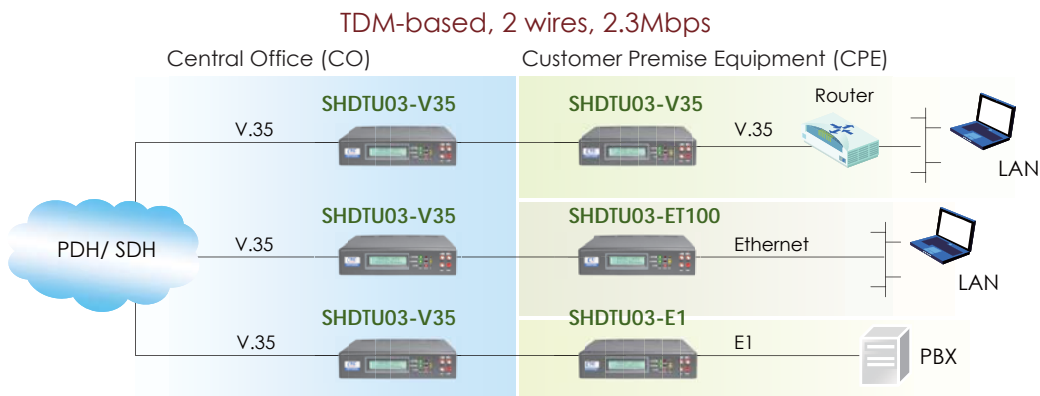 TDM-based, 2 wires, 2.3Mbps
Central Office (CO)
Customer Premise Equipment (CPE)
SHDTU03-V35
SHDTU03-V35
Router
V.35
V.35
LAN
SHDTU03-V35
SHDTU03-ET100
PDH/ SDH
V.35
Ethernet
LAN
SHDTU03-V35
SHDTU03-E1
V.35
E1
PBX